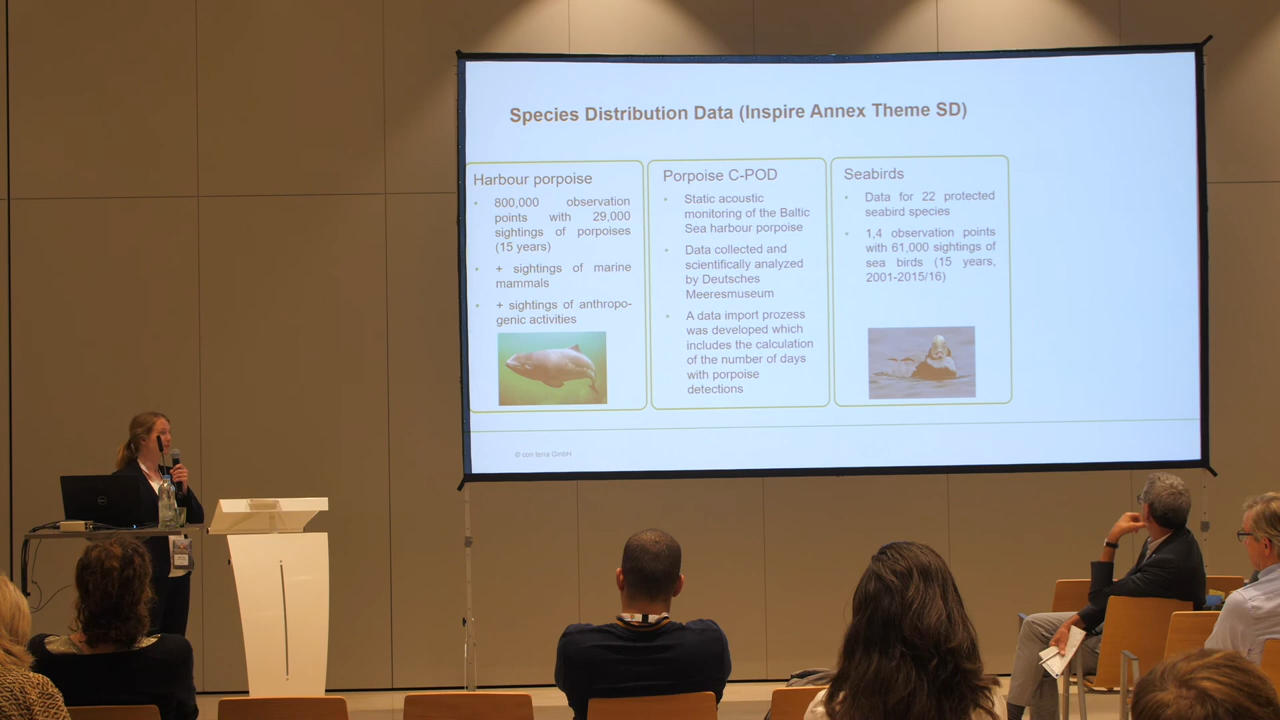 Species Distribution Data (Inspire Annex Theme SD)
Harbour porpoise
• 800,000 observation
points with 29,000
sightings of porpoises
(15 years)
• + sightings of marine
mammals
• + sightings of anthropo-
genic activities
Porpoise C-POD
• Static acoustic
monitoring of the Baltic
Sea harbour porpoise
• Data collected and
scientifically analyzed
by Deutsches
Meeresmuseum
• A data import prozess
was developed which
includes the calculation
of the number of days
with porpoise
detections
Seabirds
• Data for 22 protected
seabird species
• 1,4 observation points
with 61,000 sightings of
sea birds (15 years,
2001-2015/16)
© con terra GmbH